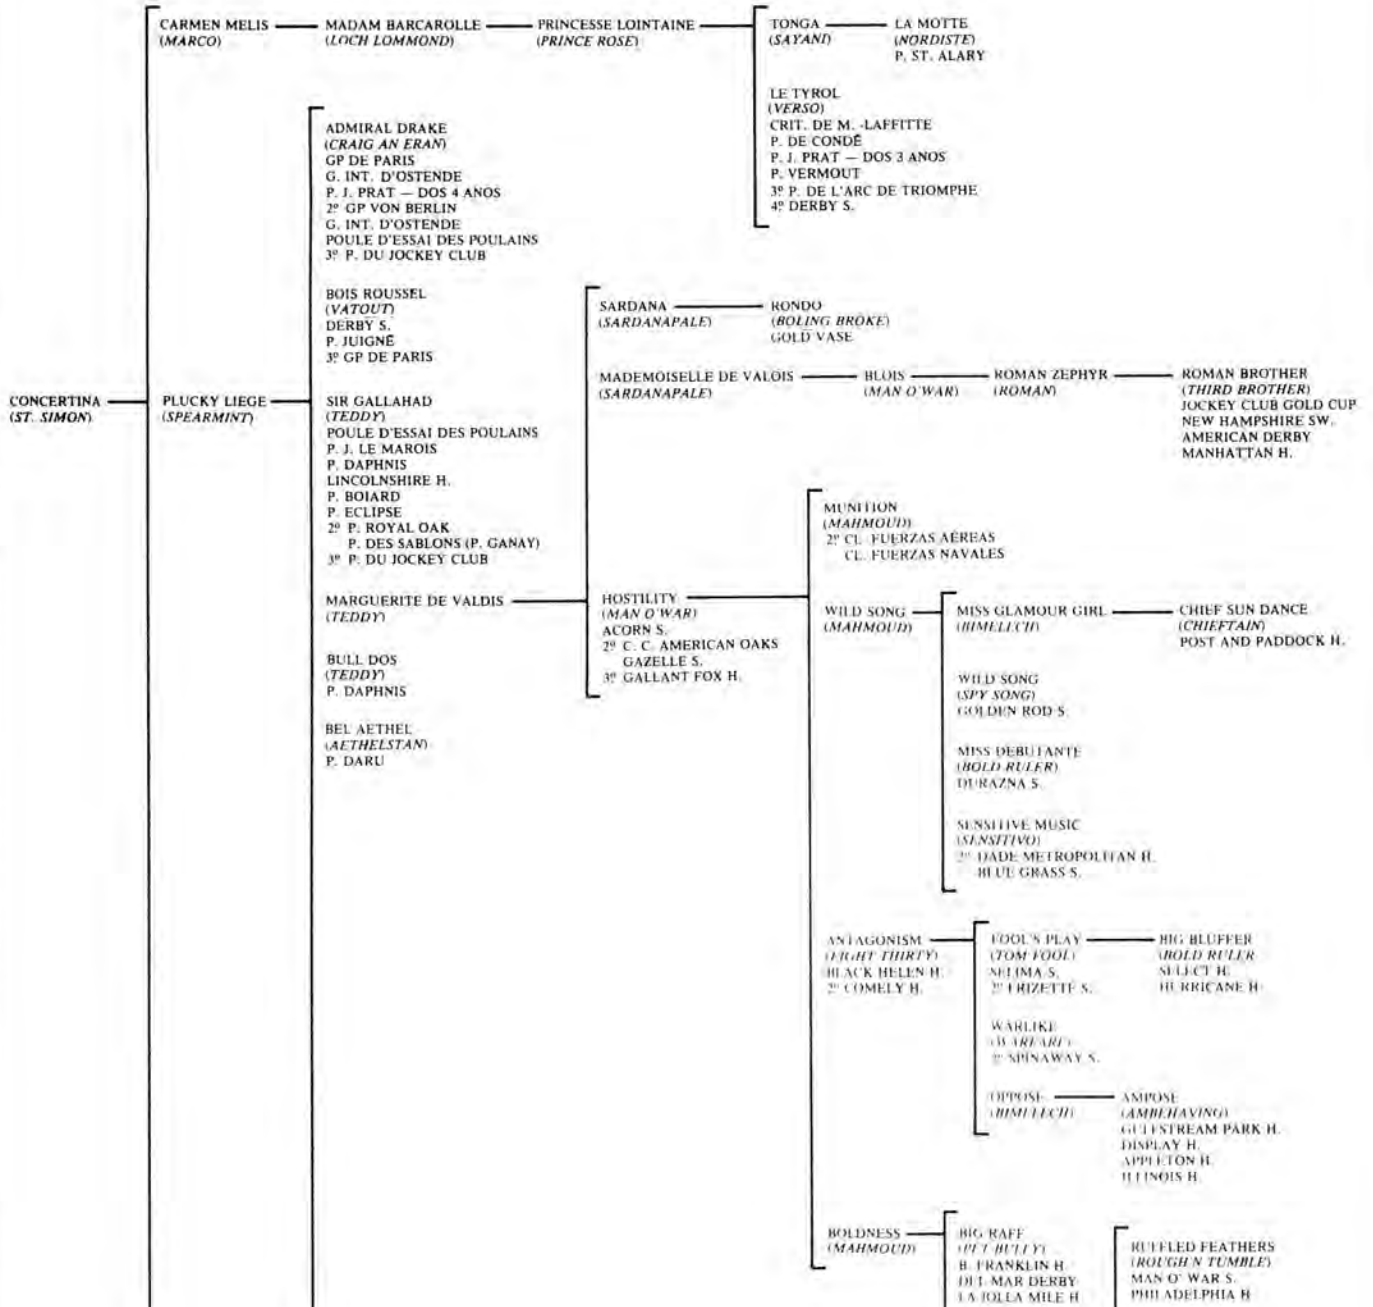 CARMEN MELIS
(MARCO)
MADAM BARCAROLLE
(LOCH LOMMOND)
PRINCESSE LOINTAINE
(PRINCE ROSE)
TONGA
(SAYANI)
LA MOTTE
(NORDISTE)
P. ST. ALARY
LE TYROL
(VERSO)
CRIT. DE M. -LAFFITTE
P. DE CONDÉ
P. J. PRAT — DOS 3 ANOS
P. VERMOUT
3º P. DE L'ARC DE TRIOMPHE
4º DERBY S.
CONCERTINA
(ST. SIMON)
PLUCKY LIEGE
(SPEARMINT)
ADMIRAL DRAKE
(CRAIG AN ERAN)
GP DE PARIS
G. INT. D'OSTENDE
P. J. PRAT — DOS 4 ANOS
2º GP VON BERLIN
G. INT. D'OSTENDE
POULE D'ESSAI DES POULAINS
3º P. DU JOCKEY CLUB
BOIS ROUSSEL
(VATOUT)
DERBY S.
P. JUIGNÉ
3º GP DE PARIS
SIR GALLAHAD
(TEDDY)
POULE D'ESSAI DES POULAINS
P. J. LE MAROIS
P. DAPHNIS
LINCOLNSHIRE H.
P. BOIARD
P. ECLIPSE
2º P. ROYAL OAK
P. DES SABLONS (P. GANAY)
3º P. DU JOCKEY CLUB
MARGUERITE DE VALDIS
(TEDDY)
BULL DOS
(TEDDY)
P. DAPHNIS
BEL AETHEL
(AETHELSTAN)
P. DARU
SARDANA
(SARDANAPALE)
RONDO
(BOLING BROKE)
GOLD VASE
MADEMOISELLE DE VALOIS
(SARDANAPALE)
BLOIS
(MAN O'WAR)
ROMAN ZEPHYR
(ROMAN)
ROMAN BROTHER
(THIRD BROTHER)
JOCKEY CLUB GOLD CUP
NEW HAMPSHIRE SW.
AMERICAN DERBY
MANHATTAN H.
HOSTILITY
(MAN O'WAR)
ACORN S.
2º C. C. AMERICAN OAKS
GAZELLE S.
3º GALLANT FOX H.
MUNITION
(MAHMOUD)
2º CL. FUERZAS AÉREAS
CL. FUERZAS NAVALES
WILD SONG
(MAHMOUD)
MISS GLAMOUR GIRL
(BIMELECH)
CHIEF SUN DANCE
(CHIEFTAIN)
POST AND PADDOCK H.
WILD SONG
(SPY SONG)
GOLDEN ROD S.
MISS DEBUTANTE
(BOLD RULER)
DURAZNA S.
SENSITIVE MUSIC
(SENSITIVO)
2º DADE METROPOLITAN H.
BLUE GRASS S.
ANTAGONISM
(EIGHT THIRTY)
BLACK HELEN H.
2º COMELY H.
FOOL'S PLAY
(TOM FOOL)
SELIMA S.
2º FRIZETTE S.
BIG BLUFFER
(BOLD RULER
SELECT H.
HURRICANE H.
WARLIKE
(WARFARE)
SPINAWAY S.
OPPOSE
(BIMELECH)
AMPOSE
(AMBEHAVING)
GULFSTREAM PARK H.
DISPLAY H.
APPLETON H.
ILLINOIS H.
BOLDNESS
(MAHMOUD)
BIG RAFF
(PET BULLY)
B. FRANKLIN H.
DEL MAR DERBY
LA JOLLA MILE H.
RUFFLED FEATHERS
(ROUGH'N TUMBLE)
MAN O' WAR S.
PHILADELPHIA H